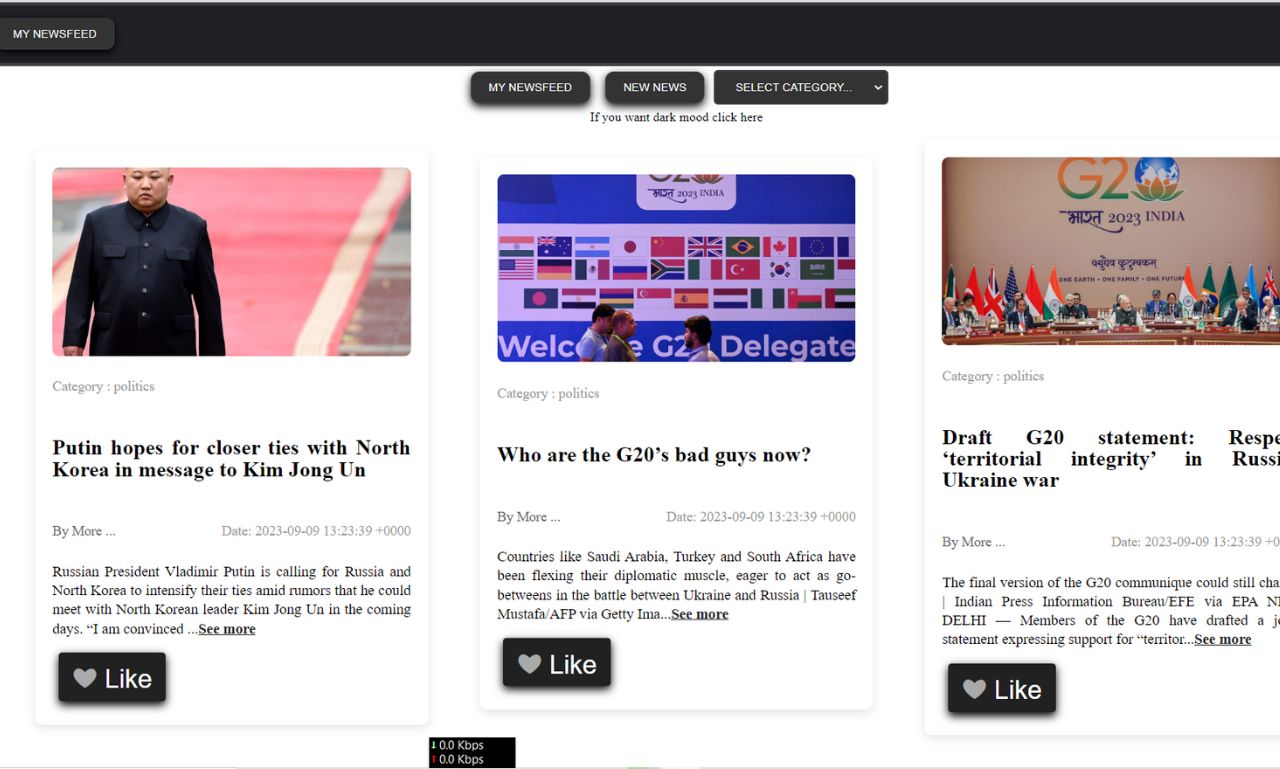 MY NEWSFEED
MY NEWSFEED
NEW NEWS
SELECT CATEGORY...
If you want dark mood click here
Category : politics
Putin hopes for closer ties with North
Korea in message to Kim Jong Un
By More ...
Date: 2023-09-09 13:23:39 +0000
Russian President Vladimir Putin is calling for Russia and
North Korea to intensify their ties amid rumors that he could
meet with North Korean leader Kim Jong Un in the coming
days. “I am convinced ...See more
Like
G20
भारत 2023 INDIA
Welc e G2 Delegate
Category : politics
Who are the G20’s bad guys now?
By More ...
Date: 2023-09-09 13:23:39 +0000
Countries like Saudi Arabia, Turkey and South Africa have
been flexing their diplomatic muscle, eager to act as go-
betweens in the battle between Ukraine and Russia | Tauseef
Mustafa/AFP via Getty Ima...See more
Like
G20
भारत 2023 INDIA
वसुधैव कुटुम्बकम्
ONE EARTH • ONE FAMILY • ONE FUTURE
Category : politics
Draft G20 statement: Respe
‘territorial integrity’ in Russi
Ukraine war
By More ...
Date: 2023-09-09 13:23:39 +0
The final version of the G20 communique could still cha
| Indian Press Information Bureau/EFE via EPA NE
DELHI — Members of the G20 have drafted a jo
statement expressing support for “territor...See more
Like
0.0 Kbps
0.0 Kbps